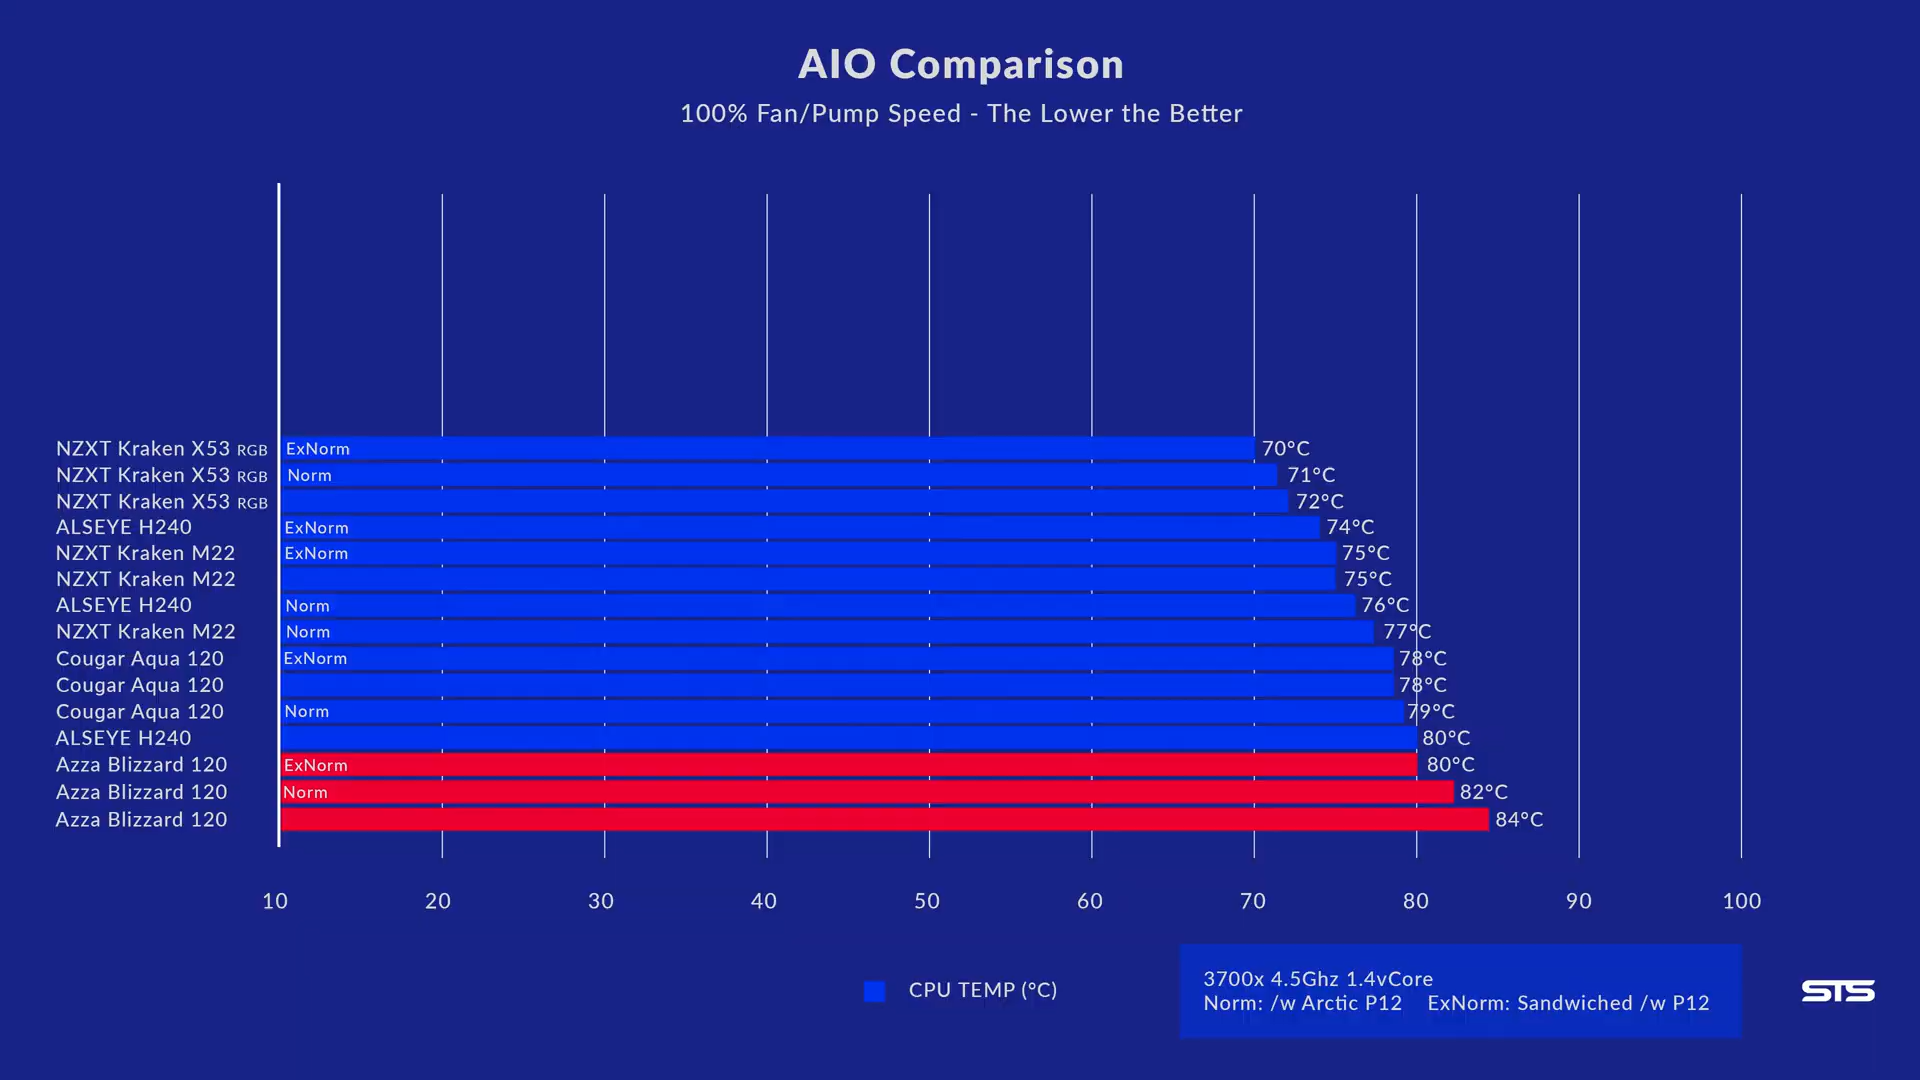 AIO Comparison
100% Fan/Pump Speed - The Lower the Better
NZXT Kraken X53 RGB ExNorm 70°C
NZXT Kraken X53 RGB Norm 71°C
NZXT Kraken X53 RGB 72°C
ALSEYE H240 ExNorm 74°C
NZXT Kraken M22 ExNorm 75°C
NZXT Kraken M22 75°C
ALSEYE H240 Norm 76°C
NZXT Kraken M22 Norm 77°C
Cougar Aqua 120 ExNorm 78°C
Cougar Aqua 120 78°C
Cougar Aqua 120 Norm 79°C
ALSEYE H240 80°C
Azza Blizzard 120 ExNorm 80°C
Azza Blizzard 120 Norm 82°C
Azza Blizzard 120 84°C
10 20 30 40 50 60 70 80 90 100
CPU TEMP (°C)
3700x 4.5Ghz 1.4vCore
Norm: /w Arctic P12 ExNorm: Sandwiched /w P12
STS